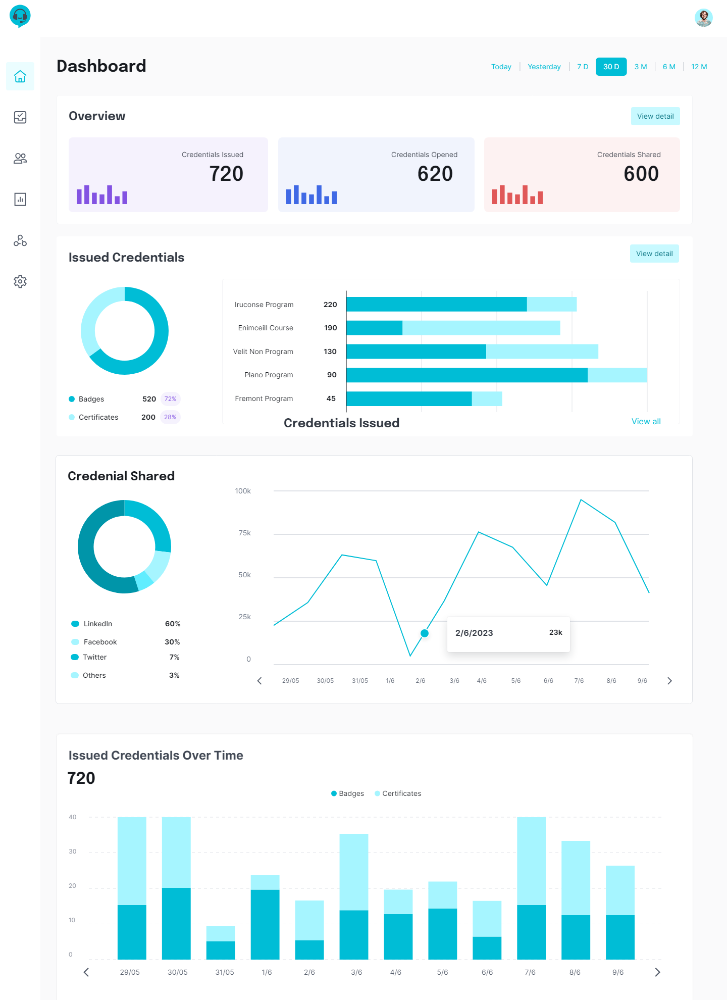 Dashboard
Today Yesterday 7 D 30 D 3 M 6 M 12 M
Overview View detail
Credentials Issued
720
Credentials Opened
620
Credentials Shared
600
Issued Credentials View detail
Badges 520 72%
Certificates 200 28%
Iruconse Program 220
Enimceill Course 190
Velit Non Program 130
Plano Program 90
Fremont Program 45
Credentials Issued View all
Credenial Shared
LinkedIn 60%
Facebook 30%
Twitter 7%
Others 3%
100k
75k
50k
25k
0
2/6/2023 23k
29/05 30/05 31/05 1/6 2/6 3/6 4/6 5/6 6/6 7/6 8/6 9/6
Issued Credentials Over Time
720
Badges Certificates
40
30
20
10
0
29/05 30/05 31/05 1/6 2/6 3/6 4/6 5/6 6/6 7/6 8/6 9/6